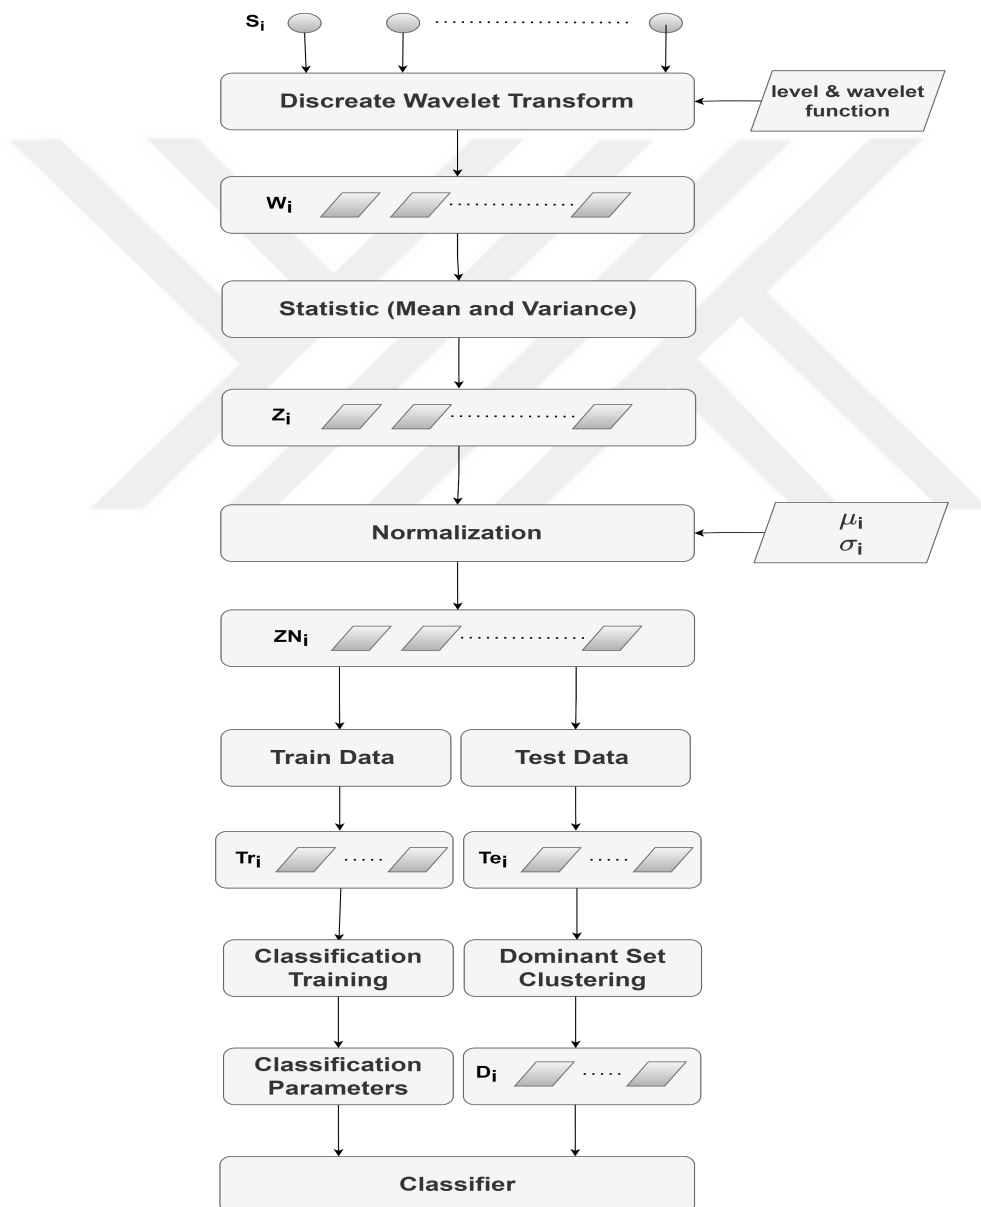 Si
Discreate Wavelet Transform
level & wavelet
function
Wi
Statistic (Mean and Variance)
Zi
Normalization
μi
σi
ZNi
Train Data
Test Data
Tri
Tei
Classification
Training
Dominant Set
Clustering
Classification
Parameters
Di
Classifier